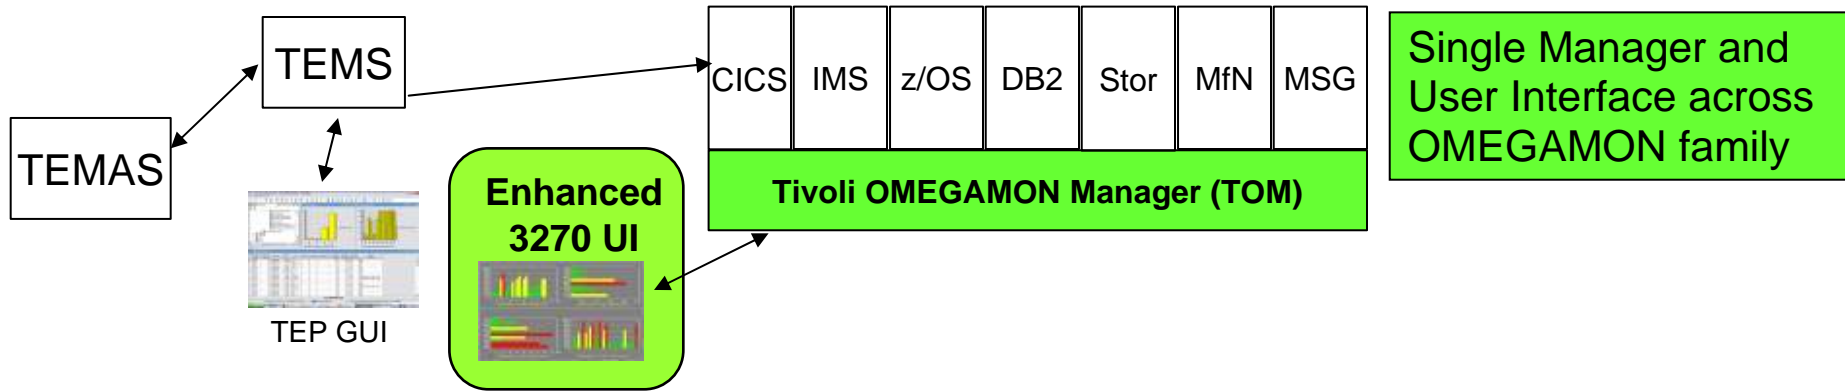 TEMAS
TEMS
TEP GUI
Enhanced
3270 UI
CICS IMS z/OS DB2 Stor MfN MSG
Tivoli OMEGAMON Manager (TOM)
Single Manager and
User Interface across
OMEGAMON family